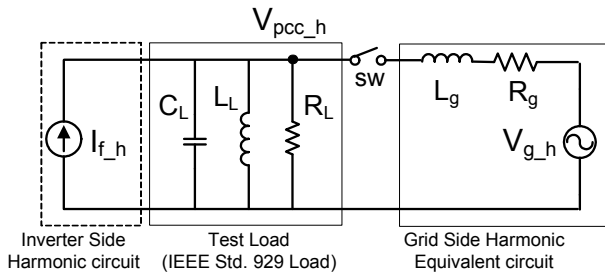 V_pcc_h
C_L
L_L
R_L
SW
L_g
R_g
I_f_h
V_g_h
Inverter Side
Harmonic circuit
Test Load
(IEEE Std. 929 Load)
Grid Side Harmonic
Equivalent circuit